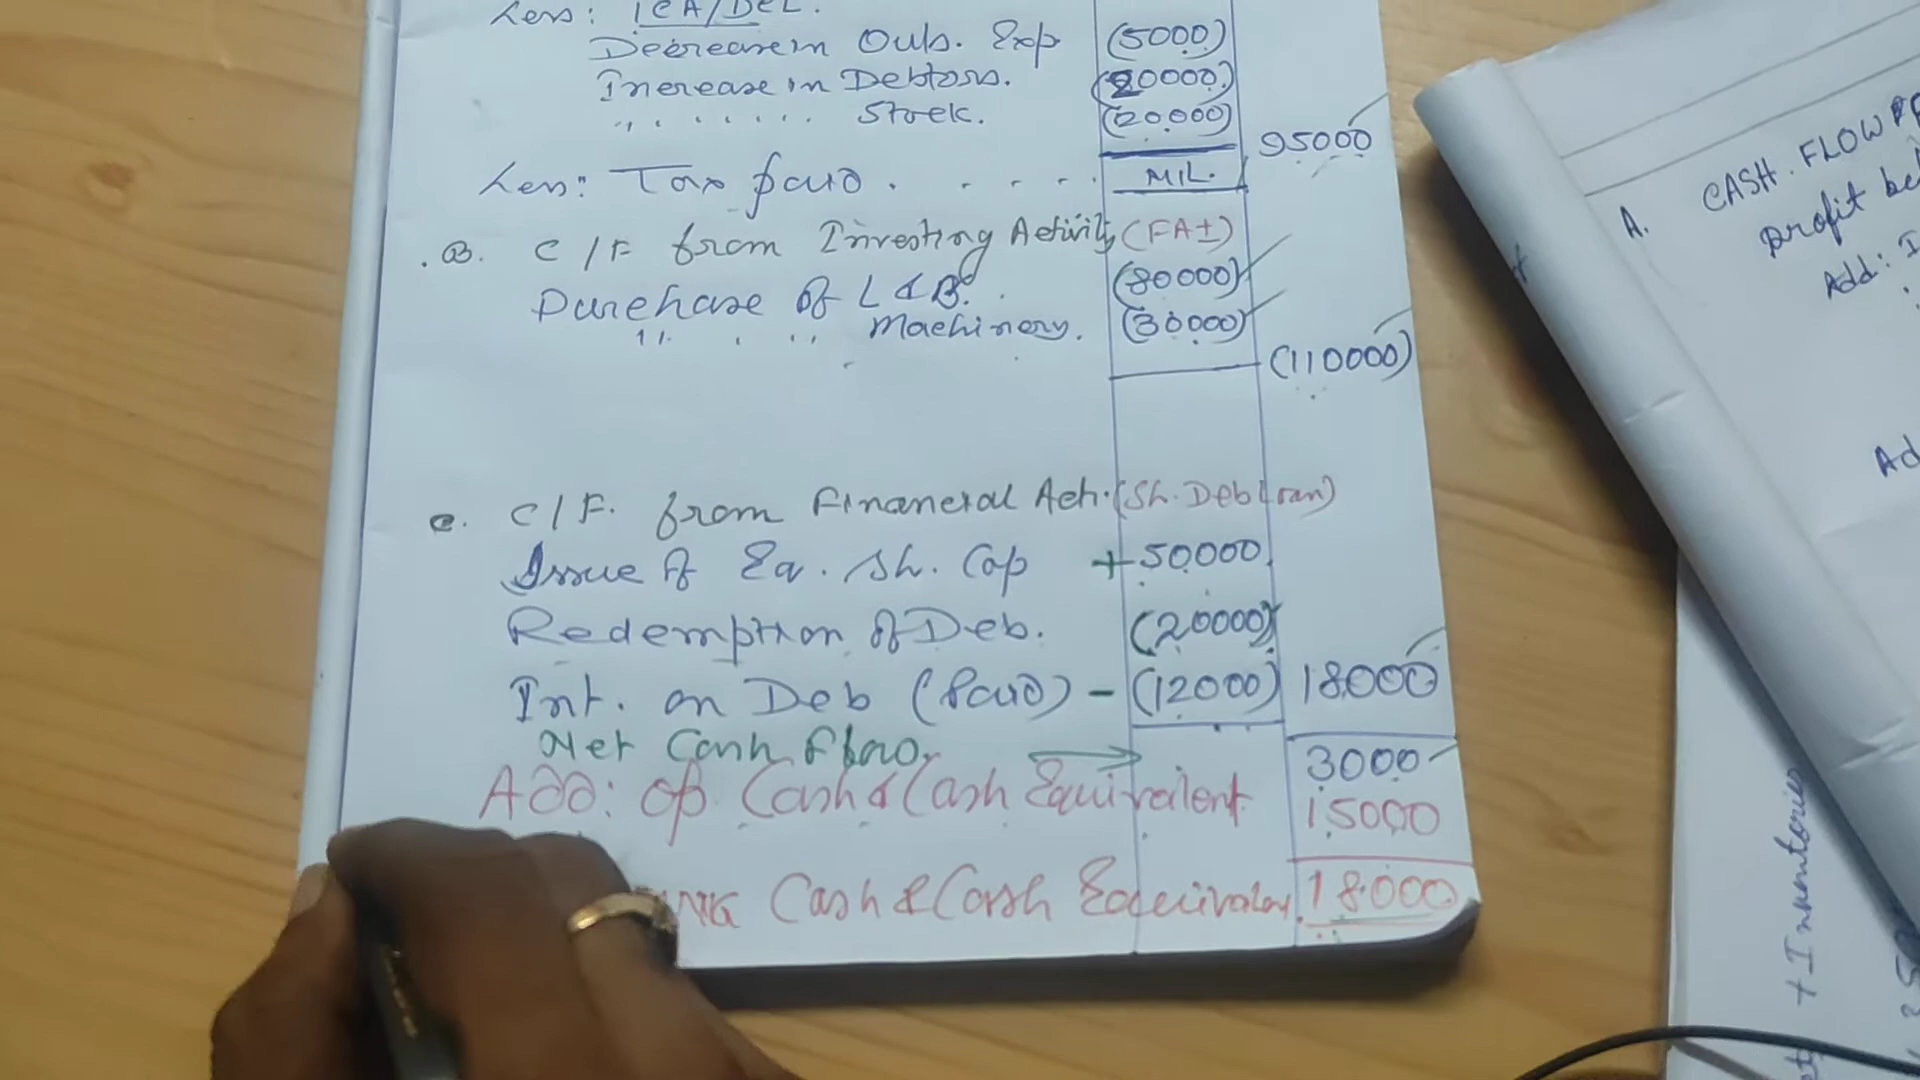 Less: ICA/DCL.
Decrease in Outs. Exp (5000)
Increase in Debtors. (20000)
,, ....... Stock. (20000)
95000
Less: Tax paid . . . . . NIL.
B. C/F from Investing Activity (FA±)
Purchase of L & B. (80000)
11. . ,, Machinery. (30000)
(110000)
C. C/F. from Financial Acti. (Sh. Deb Loan)
Issue of Eq. Sh. Cap +50000
Redemption of Deb. (20000)
Int. on Deb (Paid) - (12000) 18000
Net Cash Flow. 3000
Add: Op. Cash & Cash Equivalent 15000
Cash & Cash Equivalent. 18000
CASH. FLOW
A. Profit
Add: I
Ad
+ Inventories